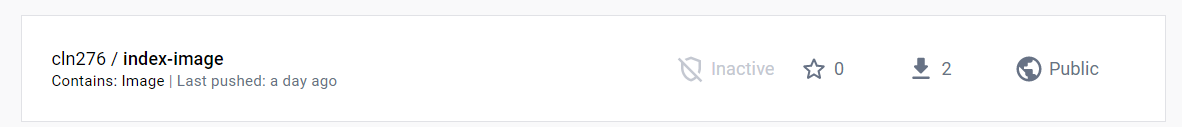 cln276 / index-image Inactive 0 2 Public
Contains: Image | Last pushed: a day ago